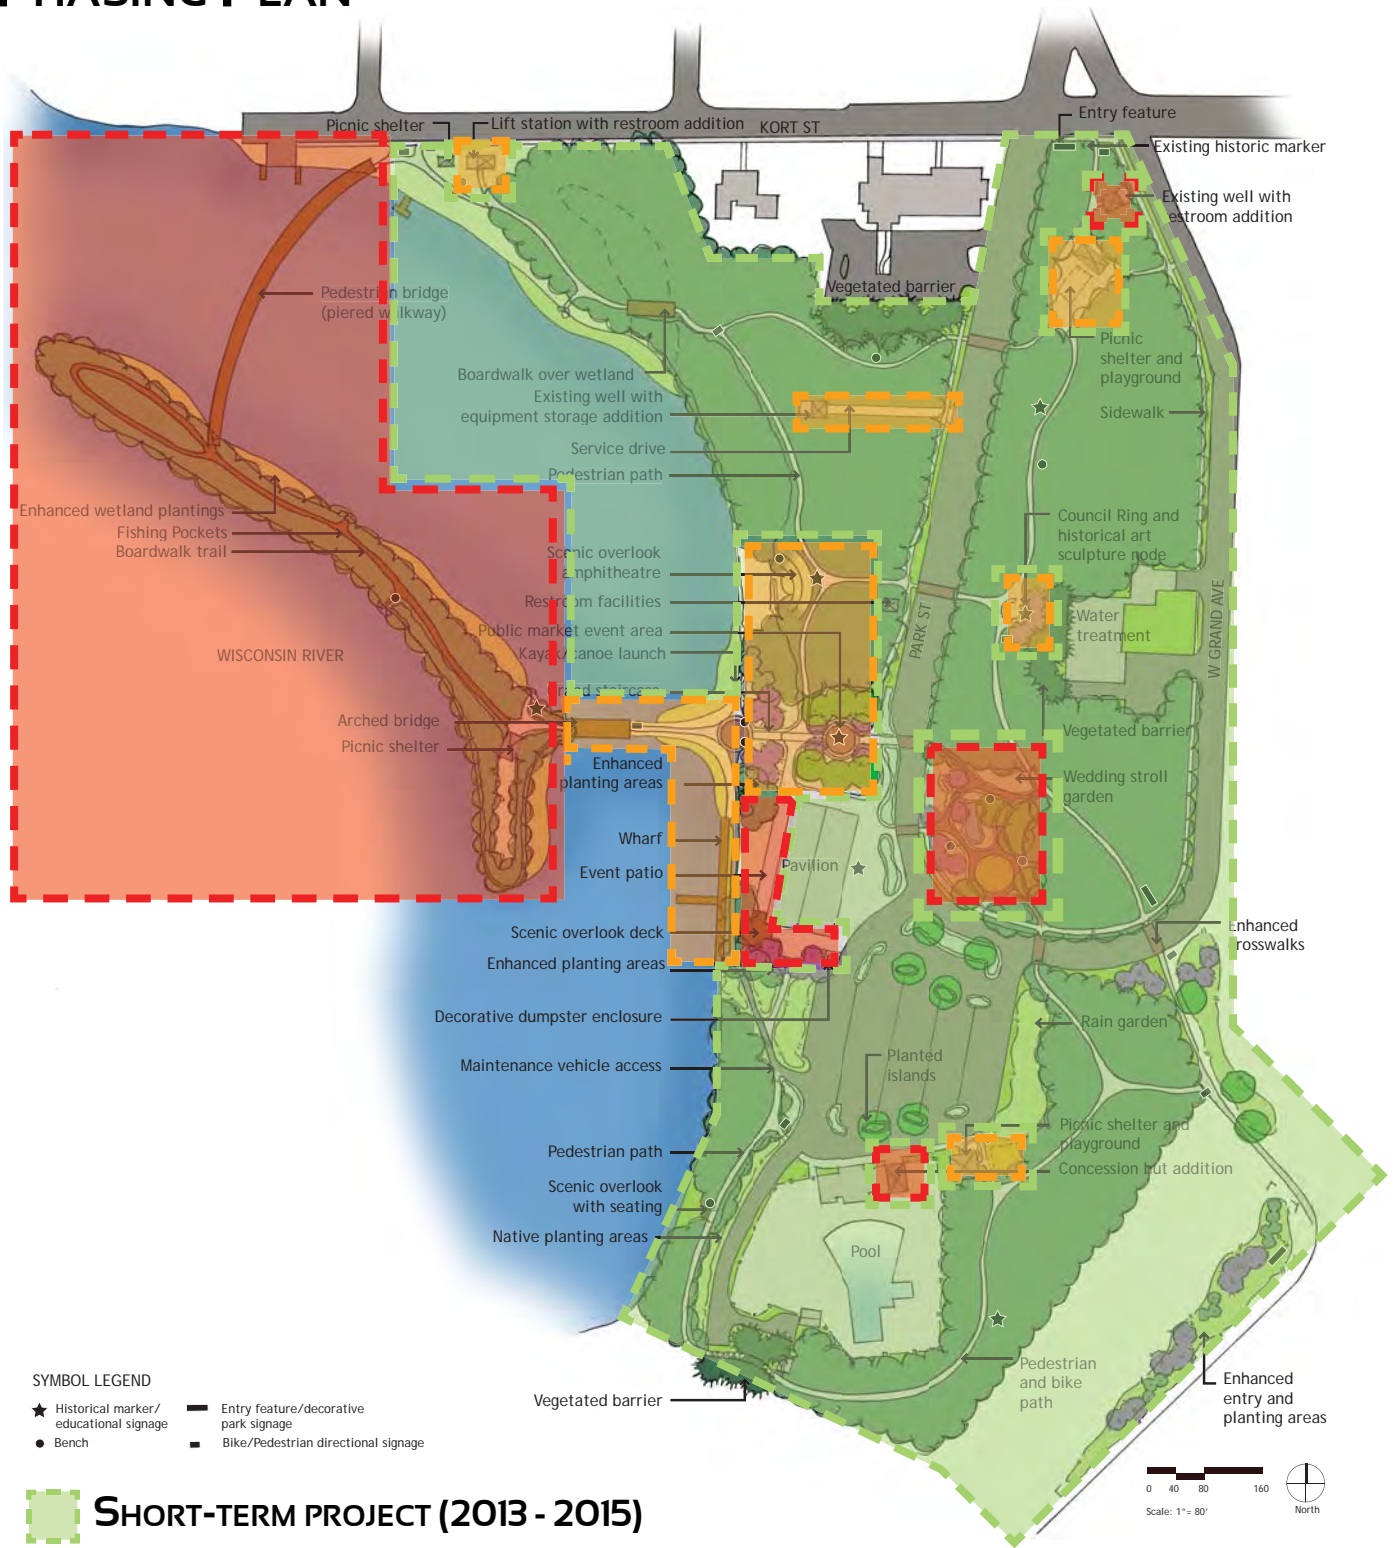 PHASING PLAN
Picnic shelter
Lift station with restroom addition
KORT ST
Entry feature
Existing historic marker
Existing well with
restroom addition
Vegetated barrier
Pedestrian bridge
(piered walkway)
Picnic
shelter and
playground
Boardwalk over wetland
Existing well with
equipment storage addition
Sidewalk
Service drive
Pedestrian path
Enhanced wetland plantings
Fishing Pockets
Boardwalk trail
Council Ring and
historical art
sculpture node
Scenic overlook
amphitheatre
Restroom facilities
Public market event area
Kayak/canoe launch
Grand staircase
PARK ST
W GRAND AVE
Water
treatment
WISCONSIN RIVER
Arched bridge
Picnic shelter
Vegetated barrier
Enhanced
planting areas
Wedding stroll
garden
Wharf
Event patio
Pavilion
Scenic overlook deck
Enhanced planting areas
Enhanced
crosswalks
Decorative dumpster enclosure
Rain garden
Maintenance vehicle access
Planted
islands
Pedestrian path
Picnic shelter and
playground
Concession but addition
Scenic overlook
with seating
Native planting areas
Pool
Pedestrian
and bike
path
Vegetated barrier
Enhanced
entry and
planting areas
SYMBOL LEGEND
Historical marker/
educational signage
Entry feature/decorative
park signage
Bench
Bike/Pedestrian directional signage
0 40 80 160
Scale: 1"= 80'
North
SHORT-TERM PROJECT (2013 - 2015)